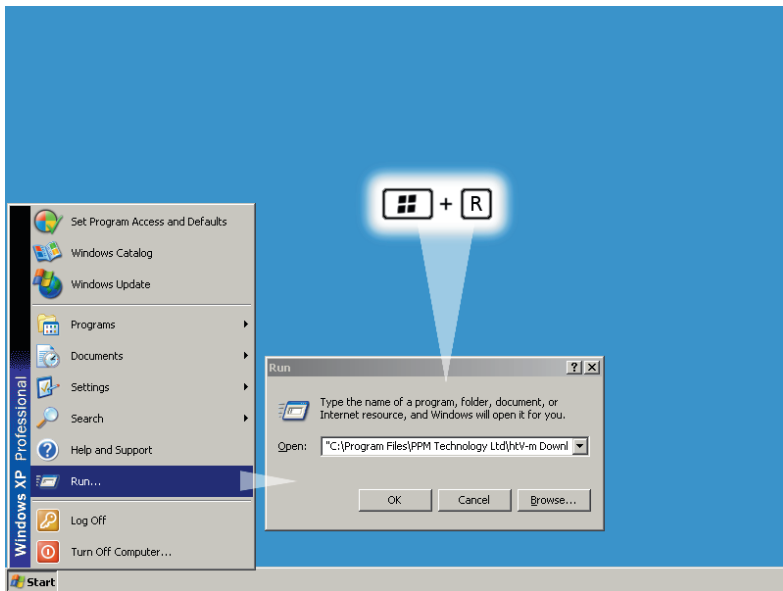 + R
Set Program Access and Defaults
Windows Catalog
Windows Update
Programs
Documents
Settings
Search
Help and Support
Run...
Log Off
Turn Off Computer...
Windows XP Professional
Start
Run
Type the name of a program, folder, document, or
Internet resource, and Windows will open it for you.
Open: "C:\Program Files\PPM Technology Ltd\htV-m Downl
OK Cancel Browse...